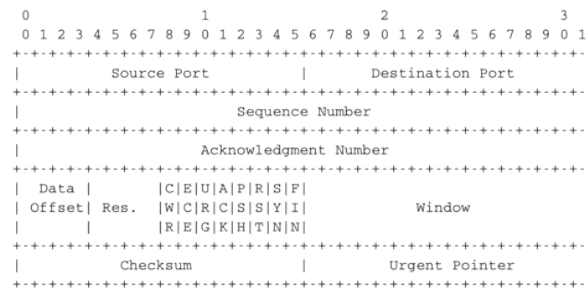 0                   1                   2                   3
0 1 2 3 4 5 6 7 8 9 0 1 2 3 4 5 6 7 8 9 0 1 2 3 4 5 6 7 8 9 0 1
+-+-+-+-+-+-+-+-+-+-+-+-+-+-+-+-+-+-+-+-+-+-+-+-+-+-+-+-+-+-+-+-
|          Source Port          |       Destination Port
+-+-+-+-+-+-+-+-+-+-+-+-+-+-+-+-+-+-+-+-+-+-+-+-+-+-+-+-+-+-+-+-
|                        Sequence Number
+-+-+-+-+-+-+-+-+-+-+-+-+-+-+-+-+-+-+-+-+-+-+-+-+-+-+-+-+-+-+-+-
|                    Acknowledgment Number
+-+-+-+-+-+-+-+-+-+-+-+-+-+-+-+-+-+-+-+-+-+-+-+-+-+-+-+-+-+-+-+-
|  Data |       |C|E|U|A|P|R|S|F|
| Offset| Res.  |W|C|R|C|S|S|Y|I|            Window
|       |       |R|E|G|K|H|T|N|N|
+-+-+-+-+-+-+-+-+-+-+-+-+-+-+-+-+-+-+-+-+-+-+-+-+-+-+-+-+-+-+-+-
|           Checksum            |         Urgent Pointer
+-+-+-+-+-+-+-+-+-+-+-+-+-+-+-+-+-+-+-+-+-+-+-+-+-+-+-+-+-+-+-+-